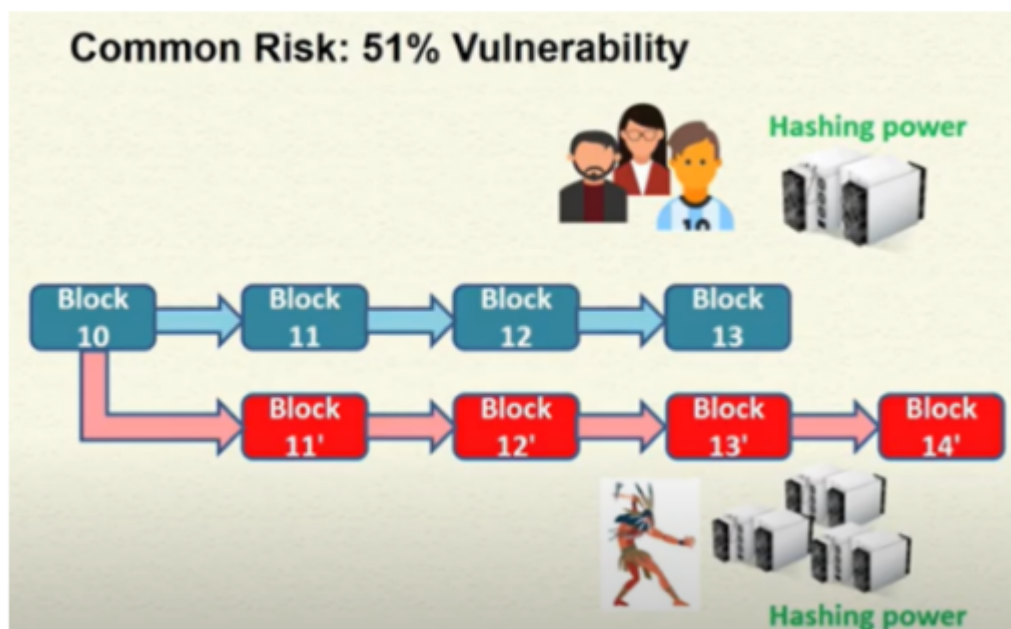 Common Risk: 51% Vulnerability
Hashing power
Block
10
Block
11
Block
12
Block
13
Block
11'
Block
12'
Block
13'
Block
14'
Hashing power
10